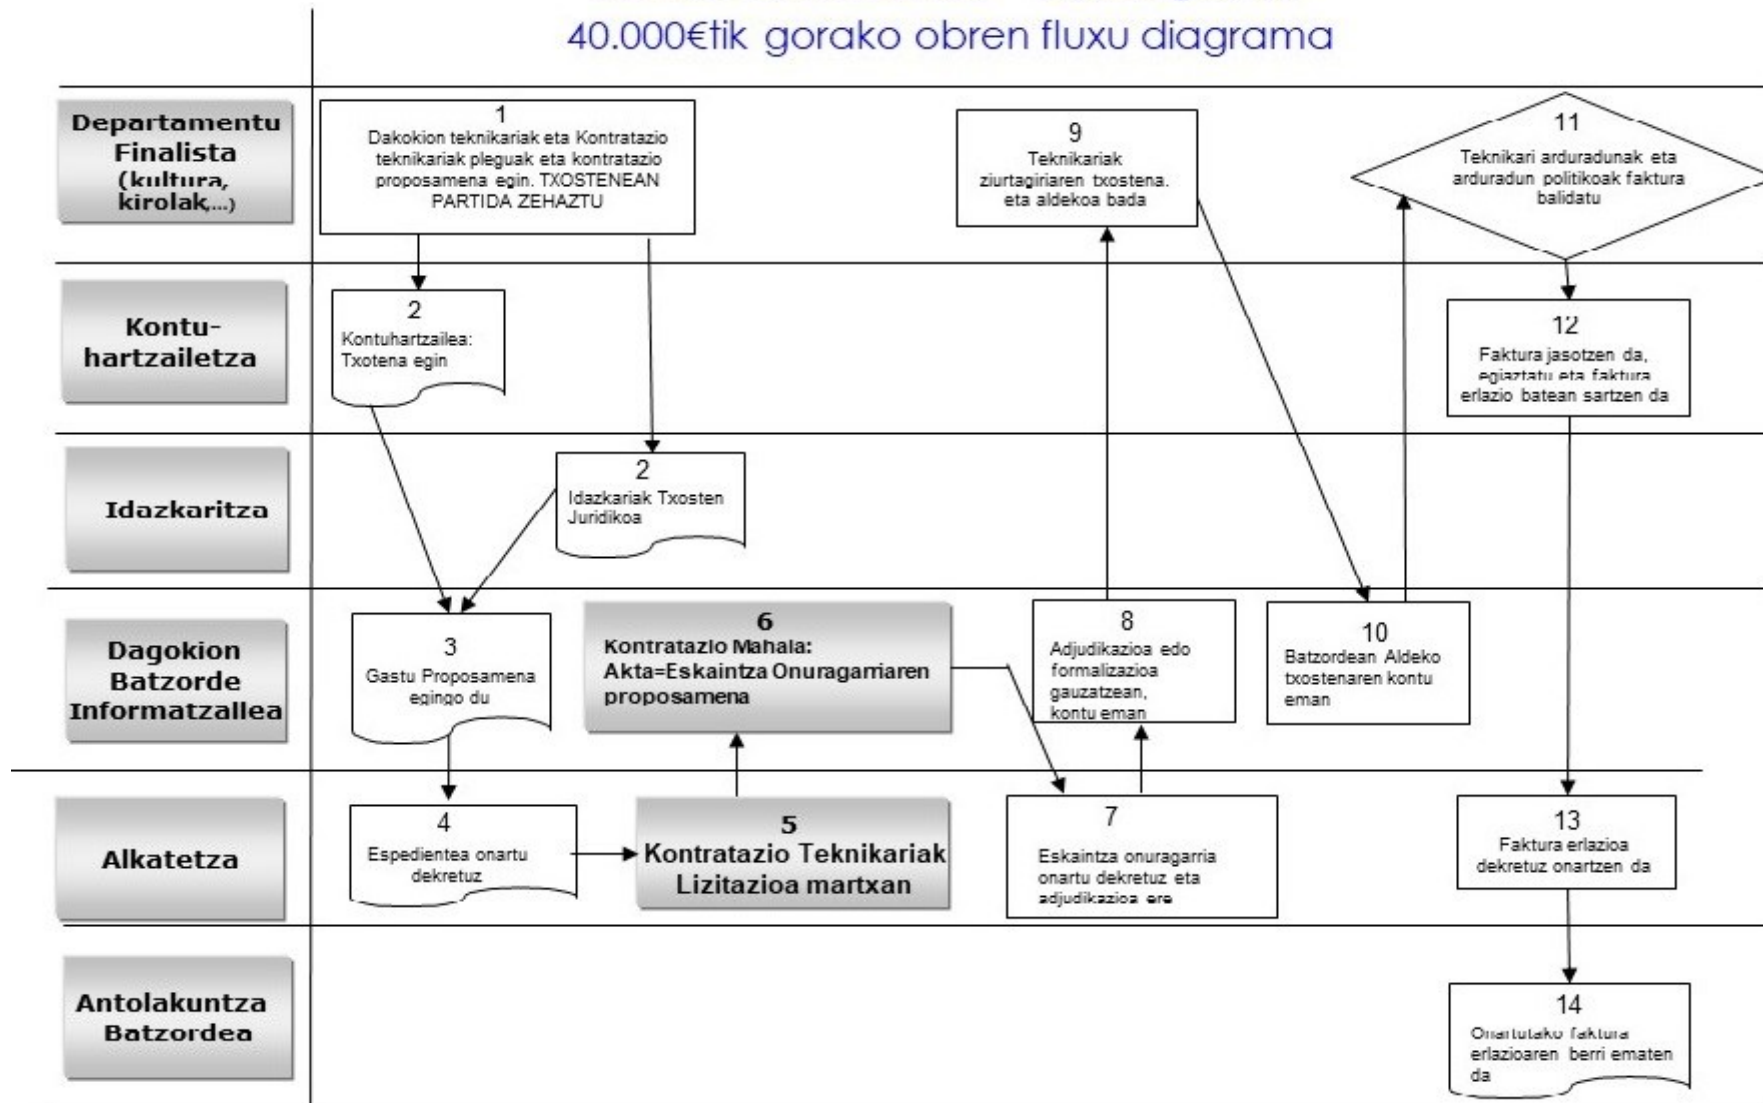 40.000€tik gorako obren fluxu diagrama
Departamentu
Finalista
(kultura,
kirolak,...)
1
Dakokion teknikariak eta Kontratazio
teknikariak pleguak eta kontratazio
proposamena egin. TXOSTENEAN
PARTIDA ZEHAZTU
9
Teknikariak
ziurtagiriaren txostena.
eta aldekoa bada
11
Teknikari arduradunak eta
arduradun politikoak faktura
balidatu
Kontu-
hartzailetza
2
Kontuhartzailea:
Txotena egin
12
Faktura jasotzen da,
egiaztatu eta faktura
erlazio batean sartzen da
Idazkaritza
2
Idazkariak Txosten
Juridikoa
Dagokion
Batzorde
Informatzallea
3
Gastu Proposamena
egingo du
6
Kontratazio Mahala:
Akta=Eskaintza Onuragarriaren
proposamena
8
Adjudikazioa edo
formalizazioa
gauzatzean,
kontu eman
10
Batzordean Aldeko
txostenaren kontu
eman
Alkatetza
4
Espedientea onartu
dekretuz
5
Kontratazio Teknikariak
Lizitazioa martxan
7
Eskaintza onuragarria
onartu dekretuz eta
adjudikazioa ere
13
Faktura erlazioa
dekretuz onartzen da
Antolakuntza
Batzordea
14
Onartutako faktura
erlazioaren berri ematen
da